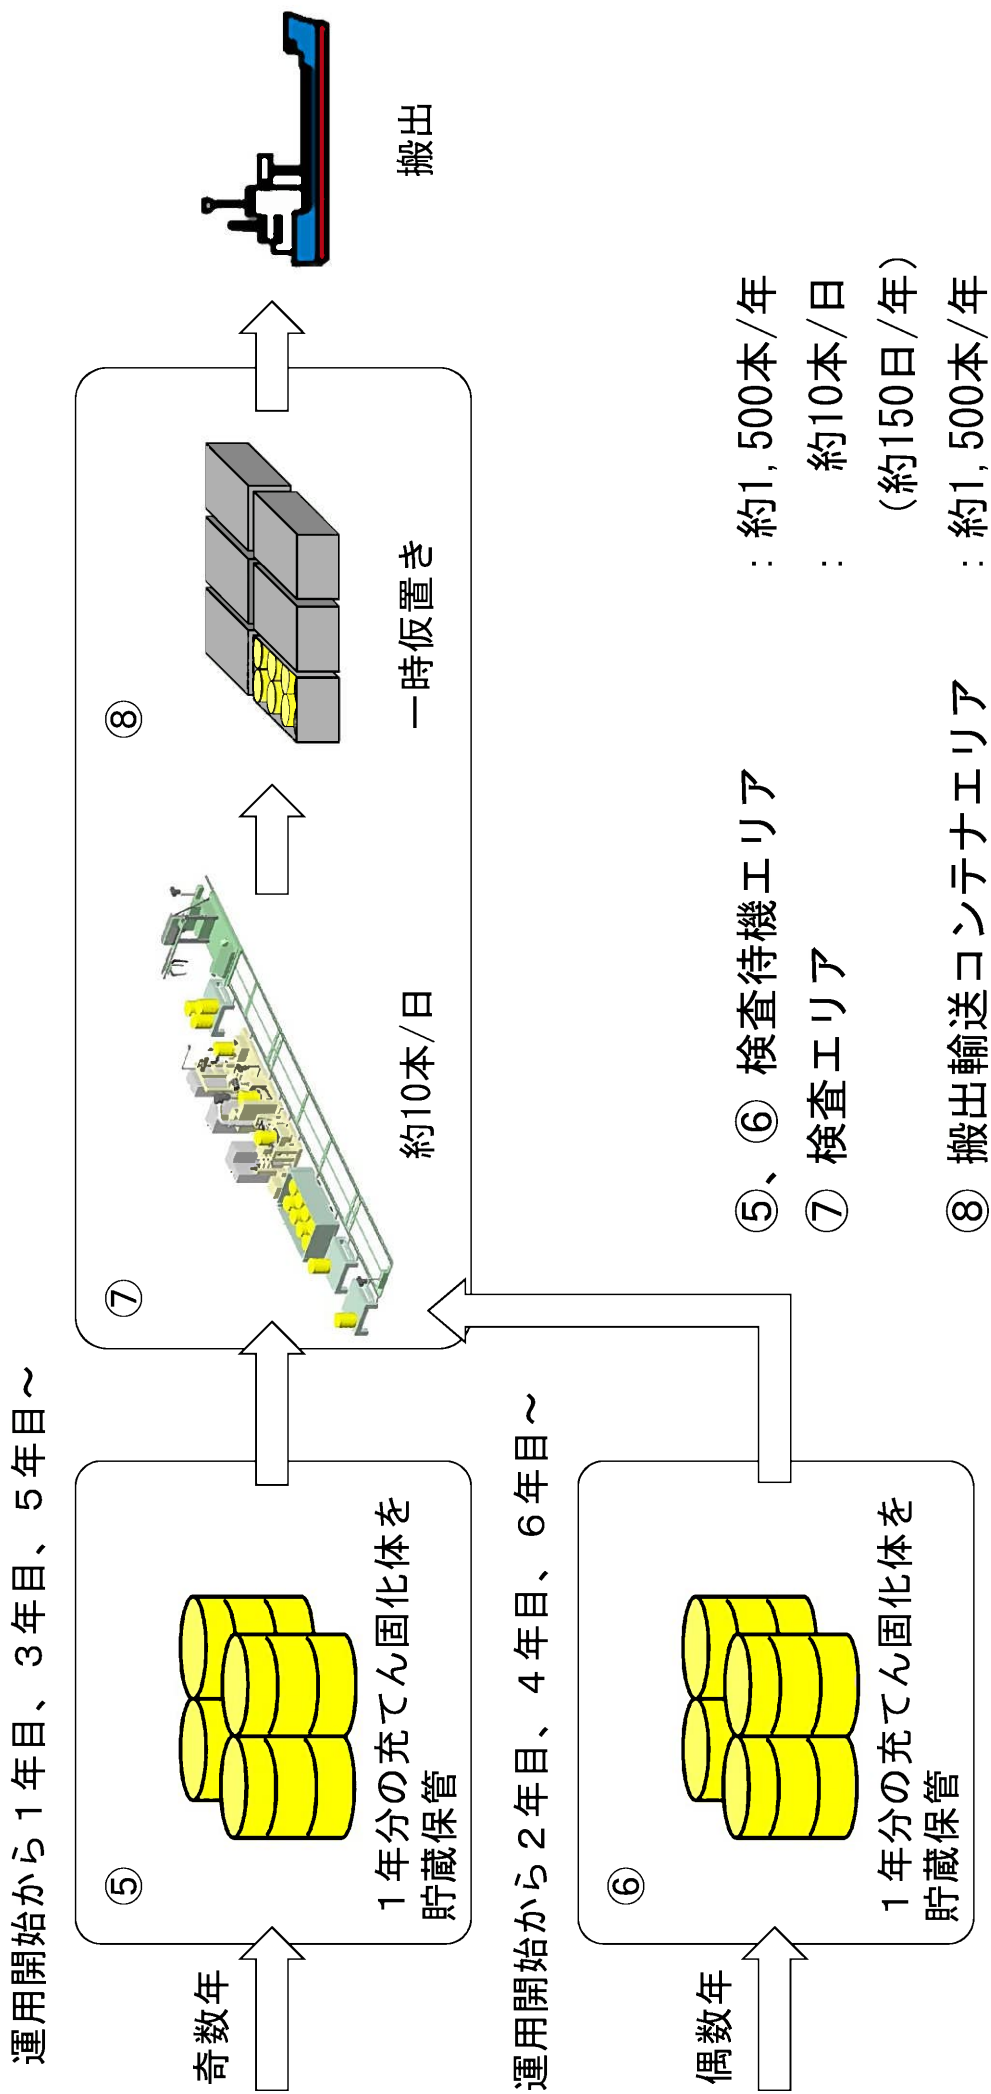 運用開始から１年目、３年目、５年目～
奇数年
⑤
１年分の充てん固化体を
貯蔵保管
⑦
約10本/日
⑧
一時仮置き
搬出
運用開始から２年目、４年目、６年目～
偶数年
⑥
１年分の充てん固化体を
貯蔵保管
⑤、⑥ 検査待機エリア : 約1,500本/年
⑦ 検査エリア : 約10本/日
(約150日/年)
⑧ 搬出輸送コンテナエリア : 約1,500本/年